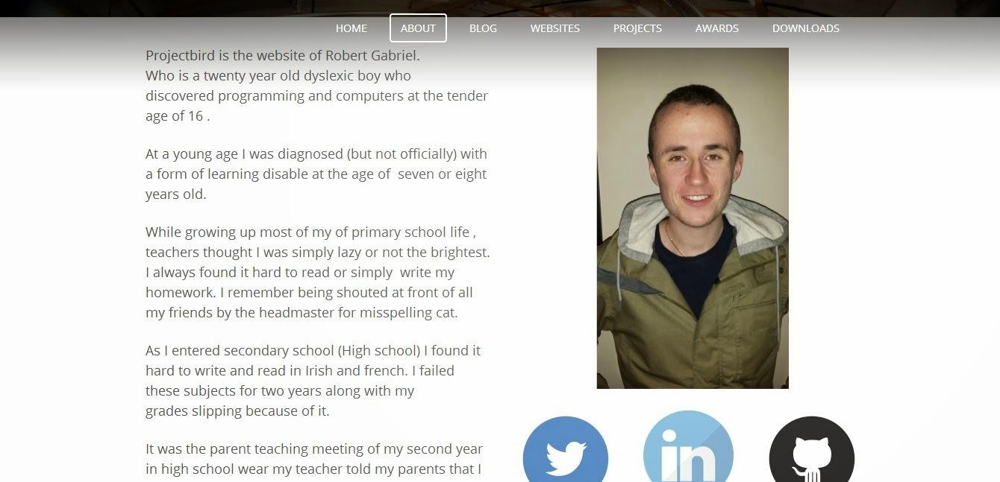 HOME ABOUT BLOG WEBSITES PROJECTS AWARDS DOWNLOADS
Projectbird is the website of Robert Gabriel.
Who is a twenty year old dyslexic boy who
discovered programming and computers at the tender
age of 16 .
At a young age I was diagnosed (but not officially) with
a form of learning disable at the age of  seven or eight
years old.
While growing up most of my of primary school life ,
teachers thought I was simply lazy or not the brightest.
I always found it hard to read or simply  write my
homework. I remember being shouted at front of all
my friends by the headmaster for misspelling cat.
As I entered secondary school (High school) I found it
hard to write and read in Irish and french. I failed
these subjects for two years along with my
grades slipping because of it.
It was the parent teaching meeting of my second year
in high school wear my teacher told my parents that I
in